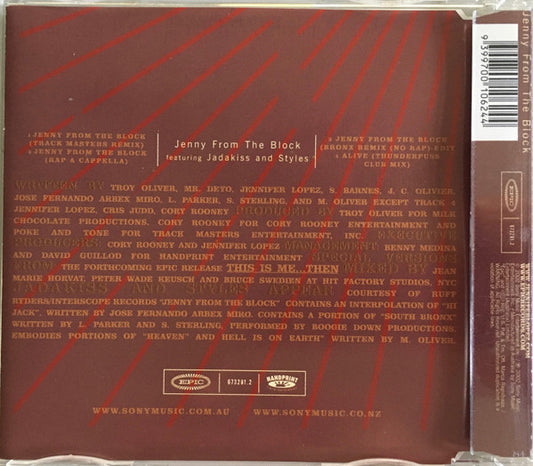 Jenny From The Block
featuring Jadakiss and Styles
1 JENNY FROM THE BLOCK
(TRACK MASTERS REMIX)
2 JENNY FROM THE BLOCK
(RAP A CAPPELLA)
3 JENNY FROM THE BLOCK
(BRONX REMIX (NO RAP)-EDIT
4 ALIVE (THUNDERPUSS
CLUB MIX)
WRITTEN BY TROY OLIVER, MR. DEYO, JENNIFER LOPEZ, S. BARNES, J. C. OLIVIER,
JOSE FERNANDO ARBEX MIRO, L. PARKER, S. STERLING, AND M. OLIVER EXCEPT TRACK 4
JENNIFER LOPEZ, CRIS JUDD, CORY ROONEY PRODUCED BY TROY OLIVER FOR MILK
CHOCOLATE PRODUCTIONS, CORY ROONEY FOR CORY ROONEY ENTERTAINMENT AND
POKE AND TONE FOR TRACK MASTERS ENTERTAINMENT, INC. EXECUTIVE
PRODUCERS: CORY ROONEY AND JENNIFER LOPEZ MANAGEMENT: BENNY MEDINA
AND DAVID GUILLOD FOR HANDPRINT ENTERTAINMENT SPECIAL VERSIONS
FROM THE FORTHCOMING EPIC RELEASE THIS IS ME...THEN MIXED BY JEAN
MARIE HORVAT, PETER WADE KEUSCH AND BRUCE SWEDIEN AT HIT FACTORY STUDIOS, NYC
JADAKISS AND STYLES APPEAR COURTESY OF RUFF
RYDERS/INTERSCOPE RECORDS "JENNY FROM THE BLOCK" CONTAINS AN INTERPOLATION OF "HI
JACK", WRITTEN BY JOSE FERNANDO ARBEX MIRO. CONTAINS A PORTION OF "SOUTH BRONX"
WRITTEN BY L. PARKER AND S. STERLING, PERFORMED BY BOOGIE DOWN PRODUCTIONS.
EMBODIES PORTIONS OF "HEAVEN" AND HELL IS ON EARTH" WRITTEN BY M. OLIVER.
EPIC
673281.2
HANDPRINT
WWW.SONYMUSIC.COM.AU
WWW.SONYMUSIC.CO.NZ
Jenny From The Block
9 399700 106244
EPIC